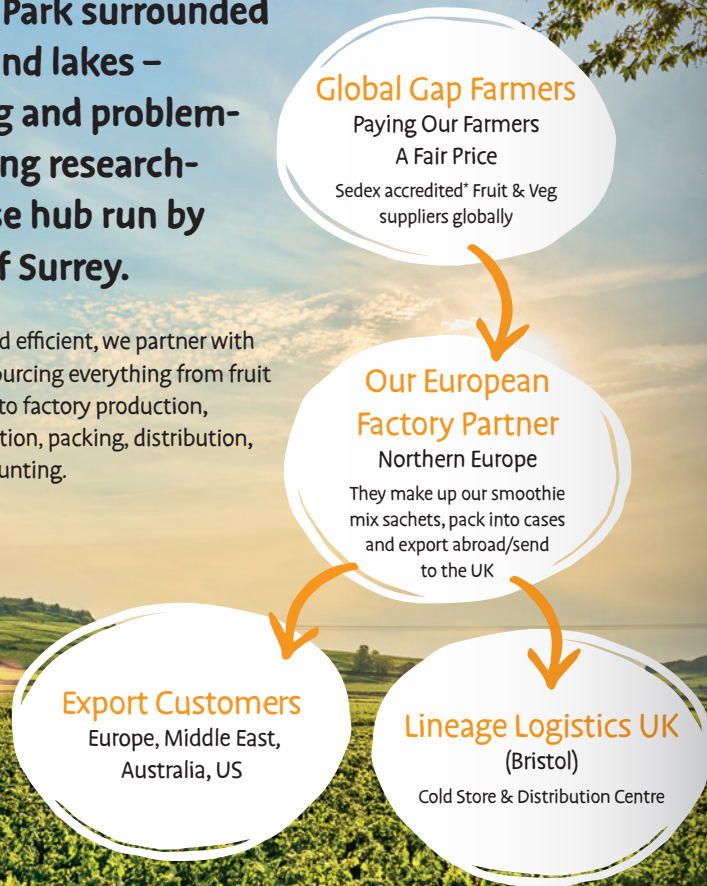 Park surrounded
nd lakes –
g and problem-
ng research-
se hub run by
f Surrey.
d efficient, we partner with
ourcing everything from fruit
to factory production,
tion, packing, distribution,
unting.
Global Gap Farmers
Paying Our Farmers
A Fair Price
Sedex accredited* Fruit & Veg
suppliers globally
Our European
Factory Partner
Northern Europe
They make up our smoothie
mix sachets, pack into cases
and export abroad/send
to the UK
Export Customers
Europe, Middle East,
Australia, US
Lineage Logistics UK
(Bristol)
Cold Store & Distribution Centre